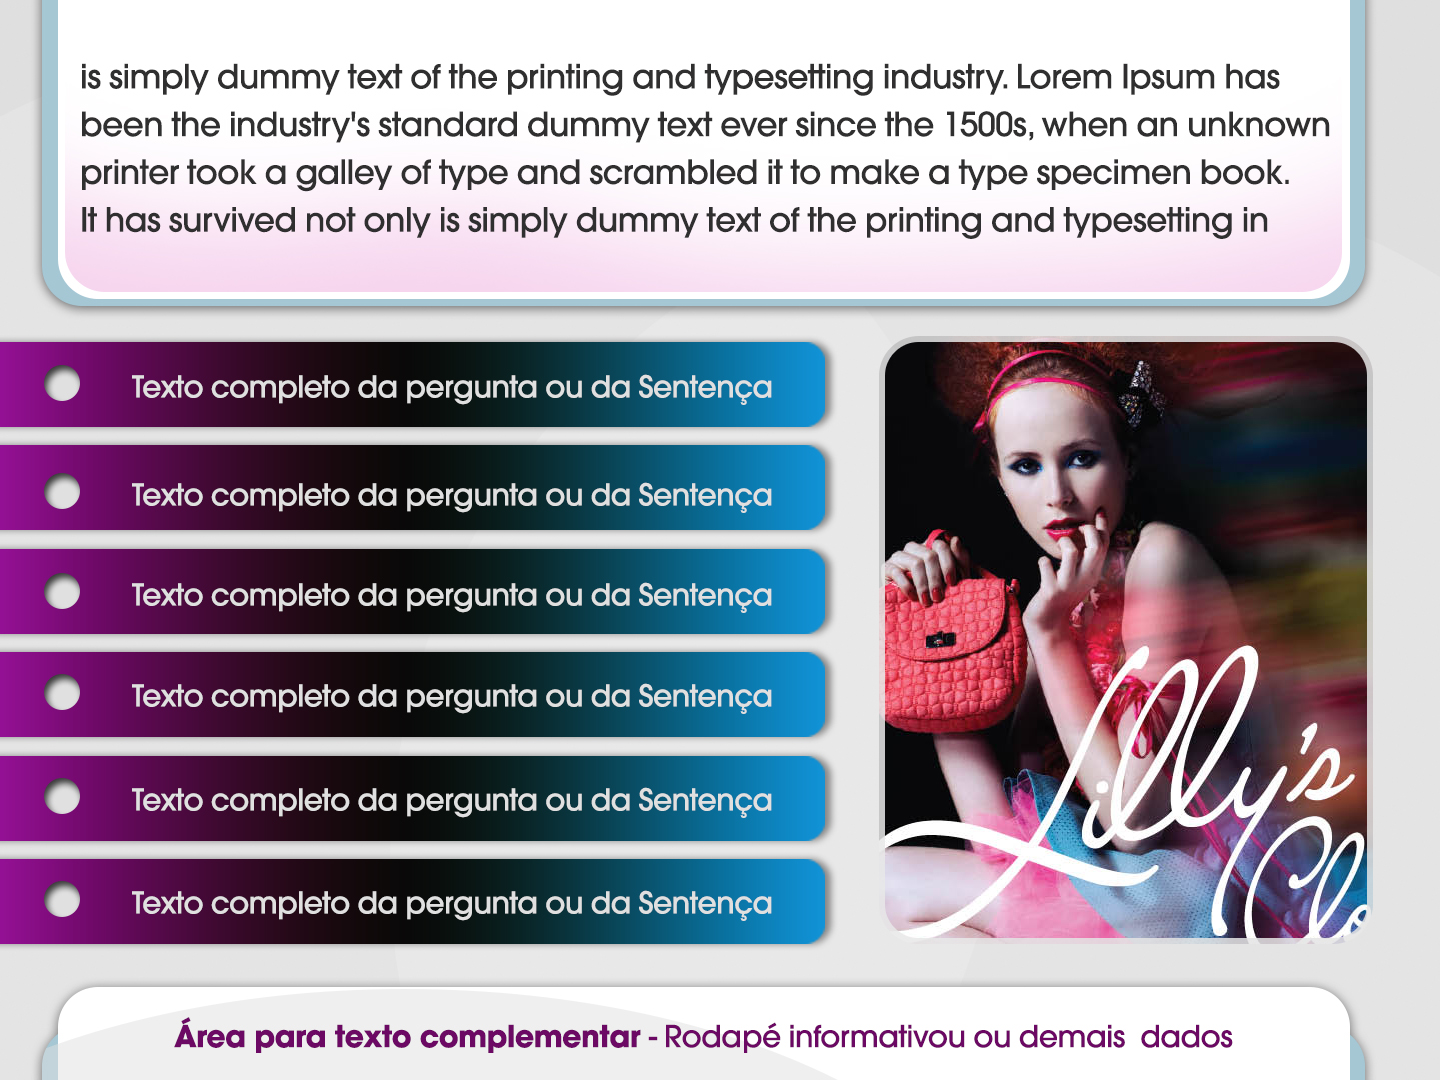 is simply dummy text of the printing and typesetting industry. Lorem Ipsum has
been the industry's standard dummy text ever since the 1500s, when an unknown
printer took a galley of type and scrambled it to make a type specimen book.
It has survived not only is simply dummy text of the printing and typesetting in
Texto completo da pergunta ou da Sentença
Texto completo da pergunta ou da Sentença
Texto completo da pergunta ou da Sentença
Texto completo da pergunta ou da Sentença
Texto completo da pergunta ou da Sentença
Texto completo da pergunta ou da Sentença
Lilly's
Clo
Área para texto complementar - Rodapé informativou ou demais dados